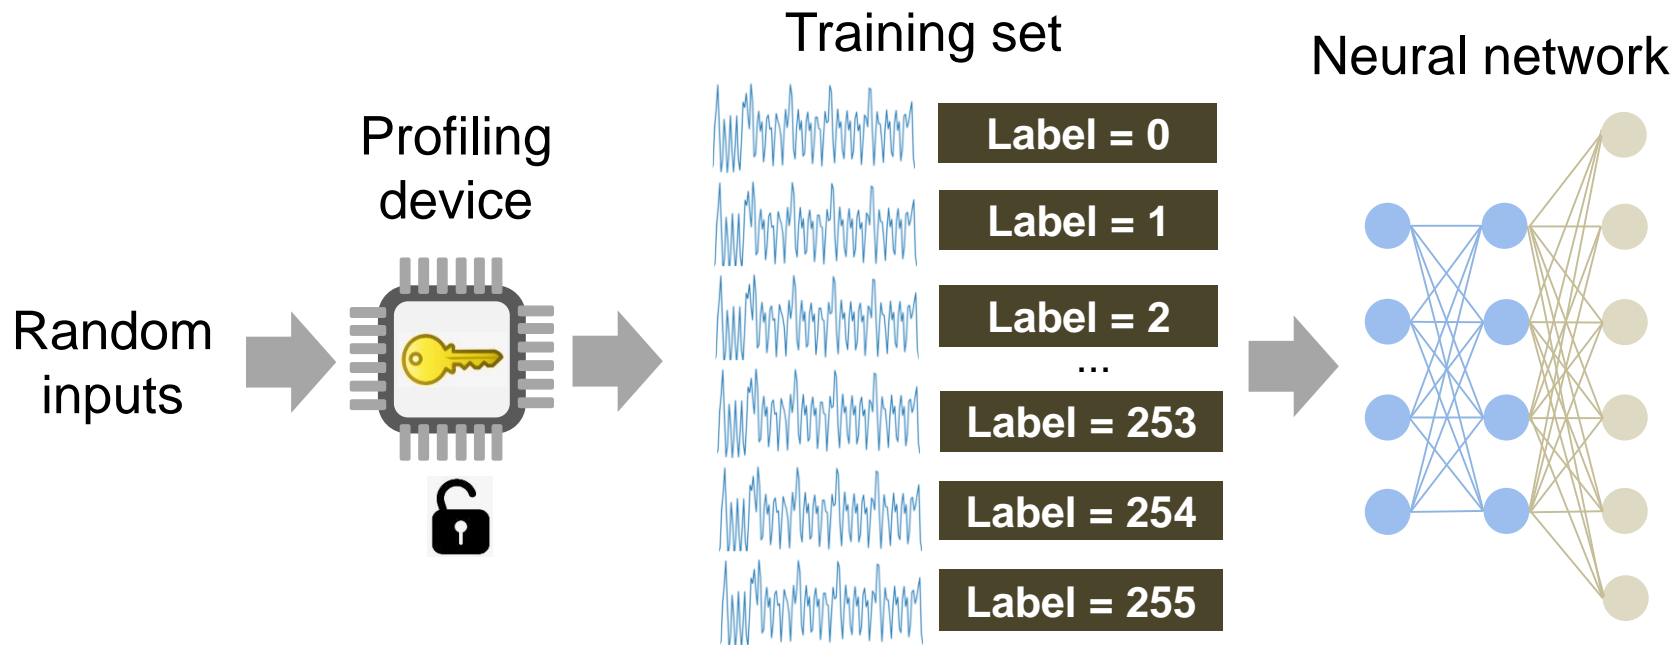 Random
inputs
Profiling
device
Training set
Label = 0
Label = 1
Label = 2
...
Label = 253
Label = 254
Label = 255
Neural network